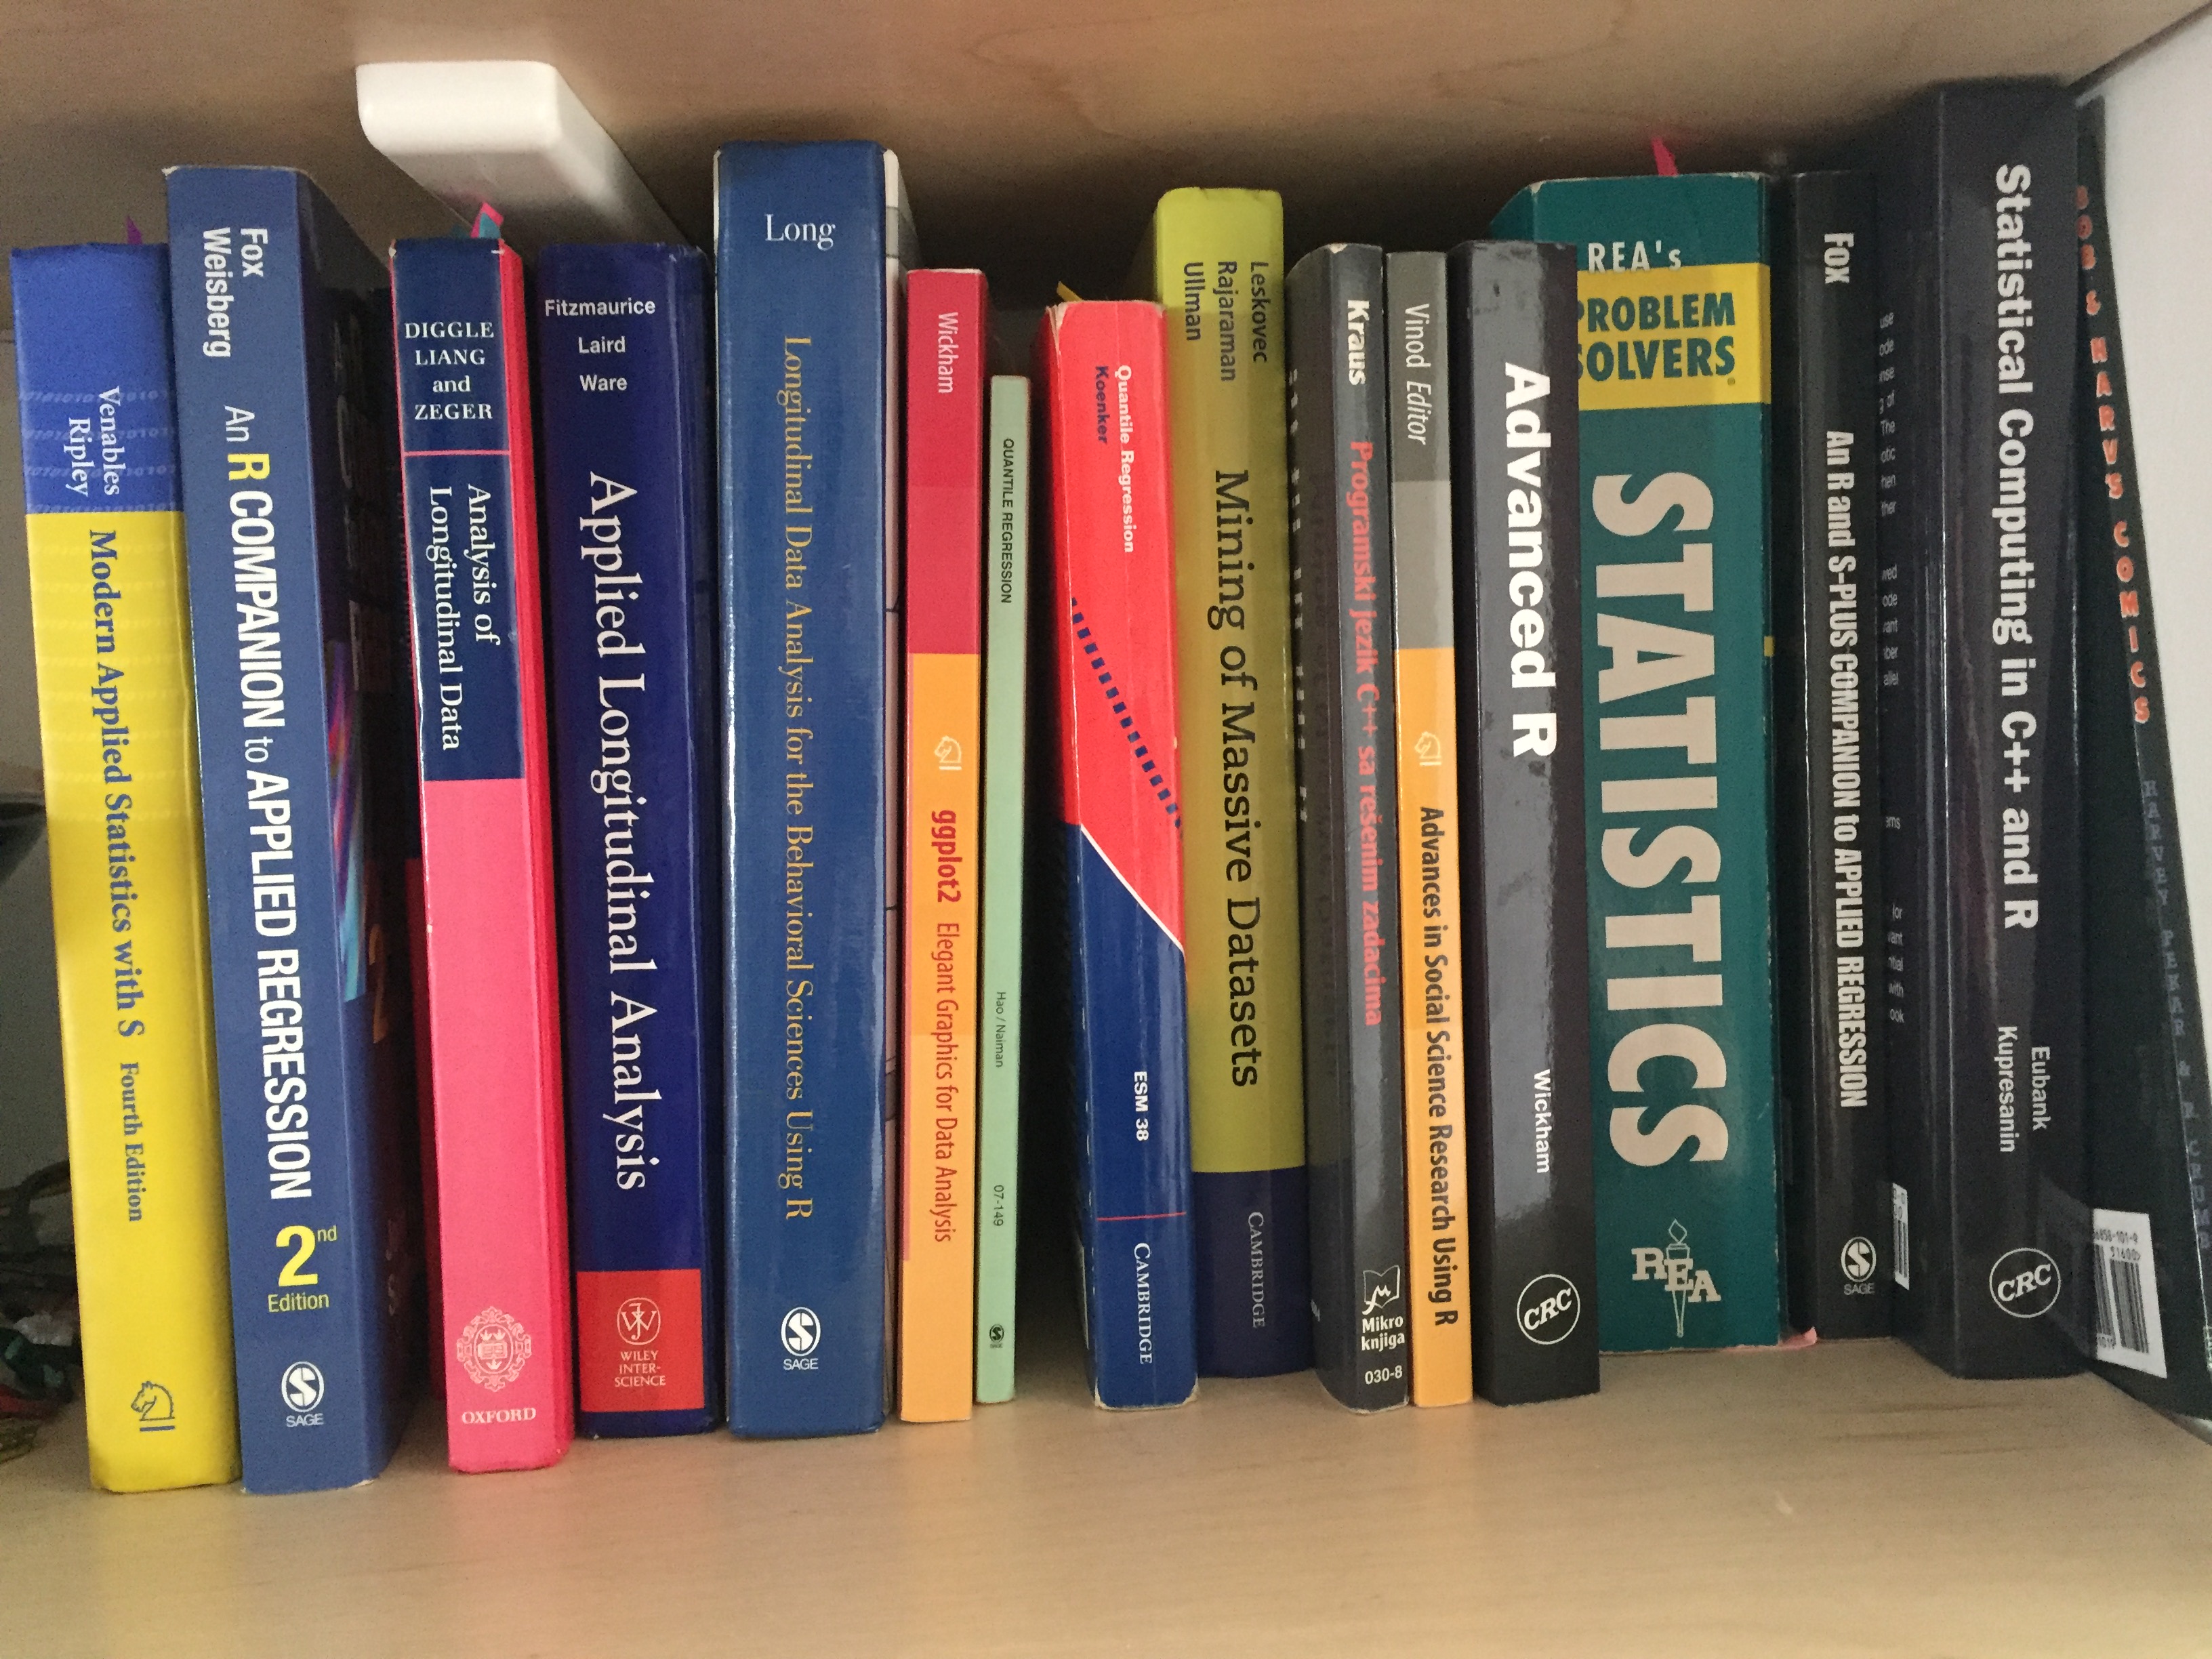 Venables
Ripley
Modern Applied Statistics with S
Fourth Edition
Fox
Weisberg
An R COMPANION to APPLIED REGRESSION
2nd
Edition
SAGE
DIGGLE
LIANG
and
ZEGER
Analysis of
Longitudinal Data
OXFORD
Fitzmaurice
Laird
Ware
Applied Longitudinal Analysis
WILEY
INTER-
SCIENCE
Long
Longitudinal Data Analysis for the Behavioral Sciences Using R
SAGE
Wickham
ggplot2 Elegant Graphics for Data Analysis
QUANTILE REGRESSION
Hao / Naiman
07-149
Quantile Regression
Koenker
ESM 38
CAMBRIDGE
Leskovec
Rajaraman
Ullman
Mining of Massive Datasets
CAMBRIDGE
Kraus
Programski jezik C++ sa rešenim zadacima
Mikro
knjiga
030-8
Vinod Editor
Advances in Social Science Research Using R
Advanced R
Wickham
CRC
REA's
PROBLEM
SOLVERS
STATISTICS
REA
Fox
An R and S-PLUS COMPANION to APPLIED REGRESSION
SAGE
Statistical Computing in C++ and R
Eubank
Kupresanin
CRC
COMICS